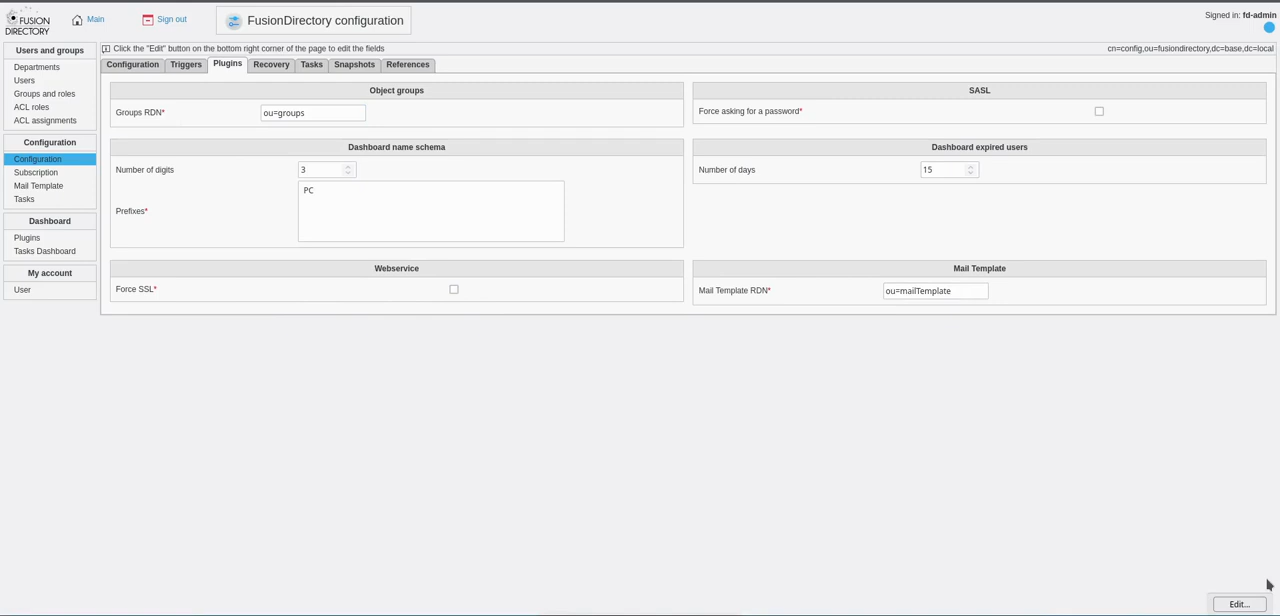 FUSION
DIRECTORY
Main
Sign out
FusionDirectory configuration
Signed in: fd-admin
Users and groups
Departments
Users
Groups and roles
ACL roles
ACL assignments
Configuration
Configuration
Subscription
Mail Template
Tasks
Dashboard
Plugins
Tasks Dashboard
My account
User
Click the "Edit" button on the bottom right corner of the page to edit the fields
cn=config,ou=fusiondirectory,dc=base,dc=local
Configuration Triggers Plugins Recovery Tasks Snapshots References
Object groups
Groups RDN* ou=groups
SASL
Force asking for a password*
Dashboard name schema
Number of digits 3
Prefixes* PC
Dashboard expired users
Number of days 15
Webservice
Force SSL*
Mail Template
Mail Template RDN* ou=mailTemplate
Edit...